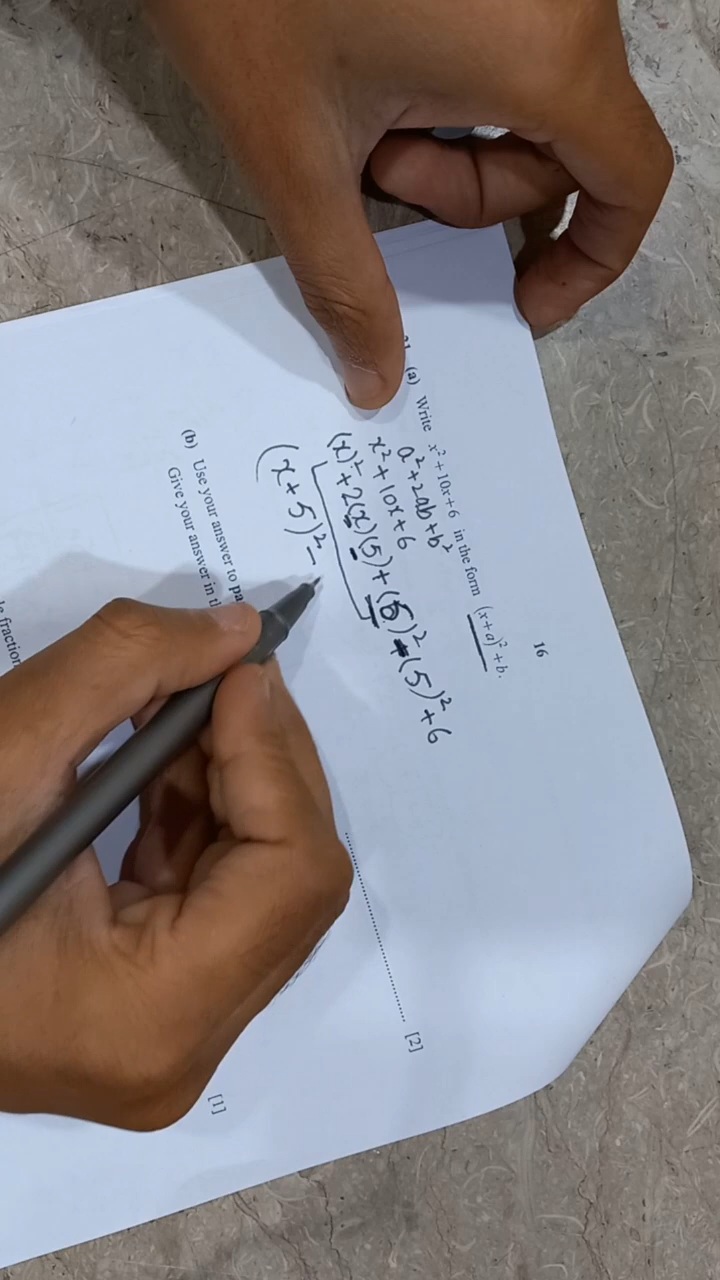 16
(a) Write x² + 10x + 6 in the form (x + a)² + b.
a² + 2ab + b²
x² + 10x + 6
(x)² + 2(x)(5) + (5)² - (5)² + 6
(x + 5)² -
[2]
(b) Use your answer to
Give your answer in
fraction
[1]